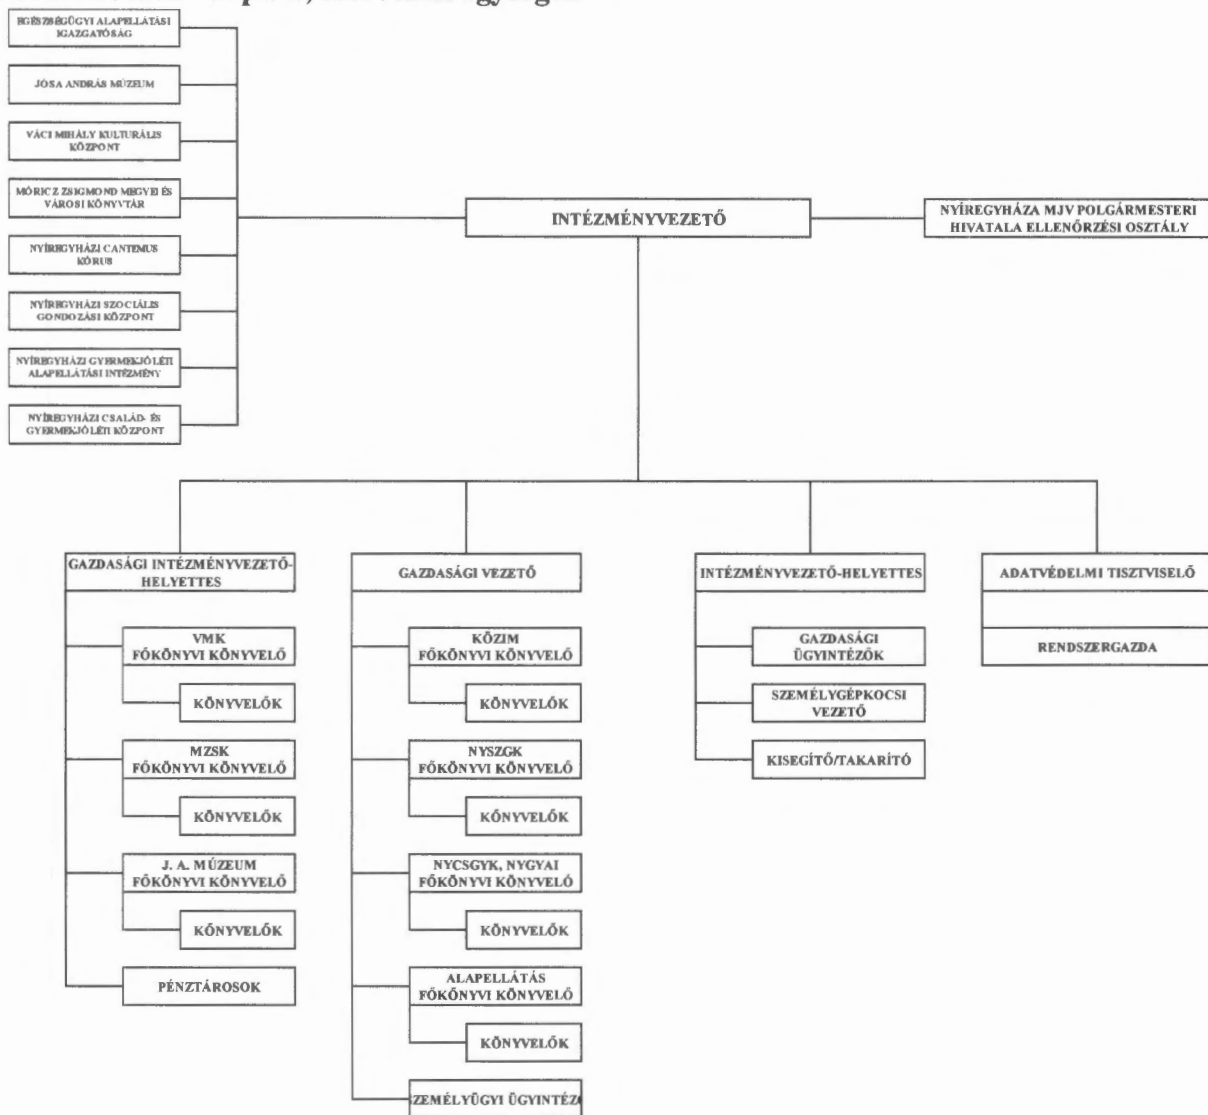 EGÉSZSÉGÜGYI ALAPELLÁTÁSI
IGAZGATÓSÁG
JÓSA ANDRÁS MÚZEUM
VÁCI MIHÁLY KULTURÁLIS
KÖZPONT
MÓRICZ ZSIGMOND MEGYEI ÉS
VÁROSI KÖNYVTÁR
NYÍREGYHÁZI CANTEMUS
KÓRUS
NYÍREGYHÁZI SZOCIÁLIS
GONDOZÁSI KÖZPONT
NYÍREGYHÁZI GYERMEKJÓLÉTI
ALAPELLÁTÁSI INTÉZMÉNY
NYÍREGYHÁZI CSALÁD- ÉS
GYERMEKJÓLÉTI KÖZPONT
INTÉZMÉNYVEZETŐ
NYÍREGYHÁZA MJV POLGÁRMESTERI
HIVATALA ELLENŐRZÉSI OSZTÁLY
GAZDASÁGI INTÉZMÉNYVEZETŐ-
HELYETTES
VMK
FŐKÖNYVI KÖNYVELŐ
KÖNYVELŐK
MZSK
FŐKÖNYVI KÖNYVELŐ
KÖNYVELŐK
J. A. MÚZEUM
FŐKÖNYVI KÖNYVELŐ
KÖNYVELŐK
PÉNZTÁROSOK
GAZDASÁGI VEZETŐ
KÖZIM
FŐKÖNYVI KÖNYVELŐ
KÖNYVELŐK
NYSZGK
FŐKÖNYVI KÖNYVELŐ
KÖNYVELŐK
NYCSGYK, NYGYAI
FŐKÖNYVI KÖNYVELŐ
KÖNYVELŐK
ALAPELLÁTÁS
FŐKÖNYVI KÖNYVELŐ
KÖNYVELŐK
ZEMÉLYÜGYI ÜGYINTÉZ
INTÉZMÉNYVEZETŐ-HELYETTES
GAZDASÁGI
ÜGYINTÉZŐK
SZEMÉLYGÉPKOCSI
VEZETŐ
KISEGÍTŐ/TAKARÍTÓ
ADATVÉDELMI TISZTVISELŐ
RENDSZERGAZDA